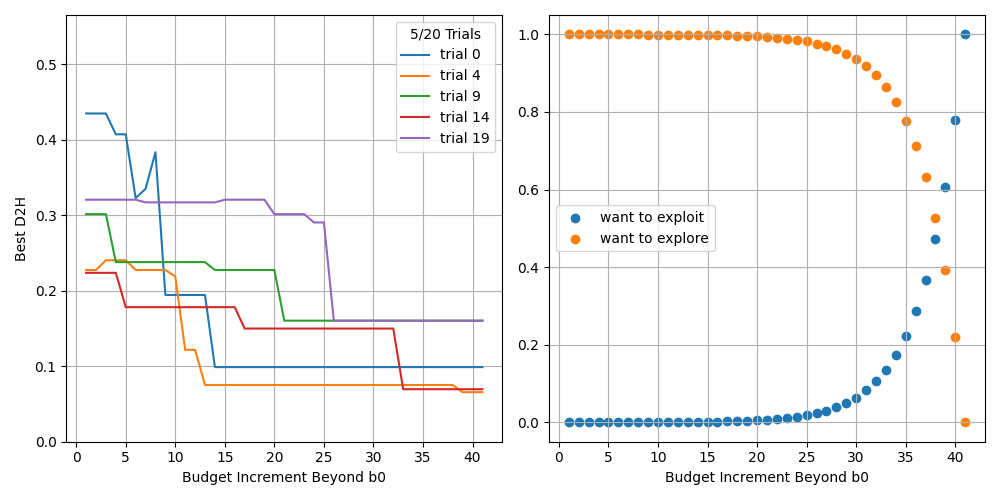 5/20 Trials
trial 0
trial 4
trial 9
trial 14
trial 19
Best D2H
0.5
0.4
0.3
0.2
0.1
0.0
0 5 10 15 20 25 30 35 40
Budget Increment Beyond b0
1.0
0.8
0.6
0.4
0.2
0.0
want to exploit
want to explore
0 5 10 15 20 25 30 35 40
Budget Increment Beyond b0